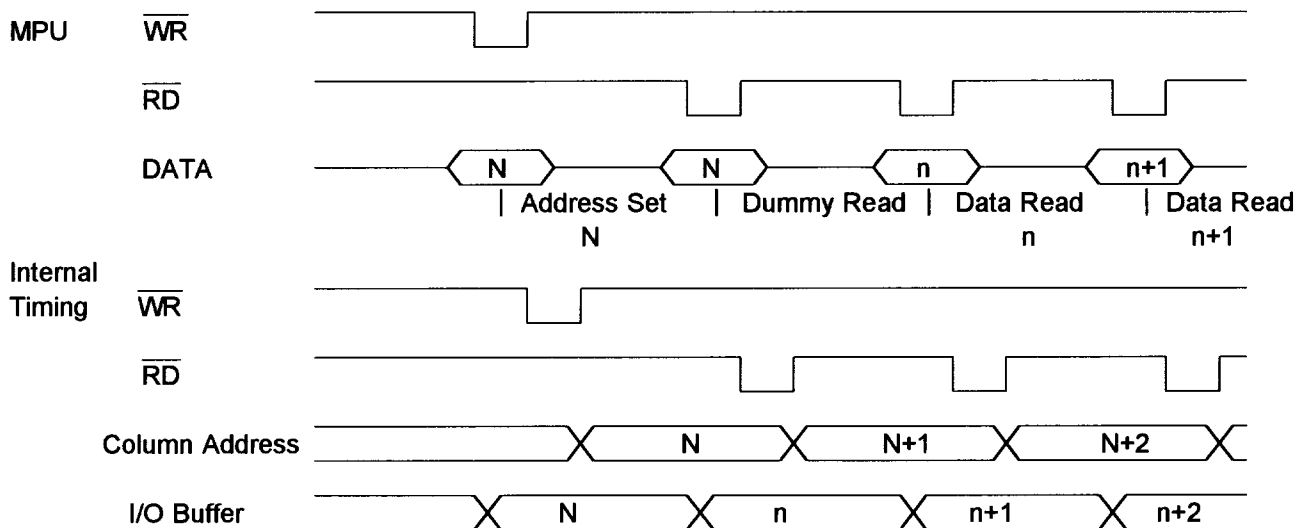 MPU WR
RD
DATA N N n n+1
Address Set Dummy Read Data Read Data Read
N n n+1
Internal
Timing WR
RD
Column Address N N+1 N+2
I/O Buffer N n n+1 n+2